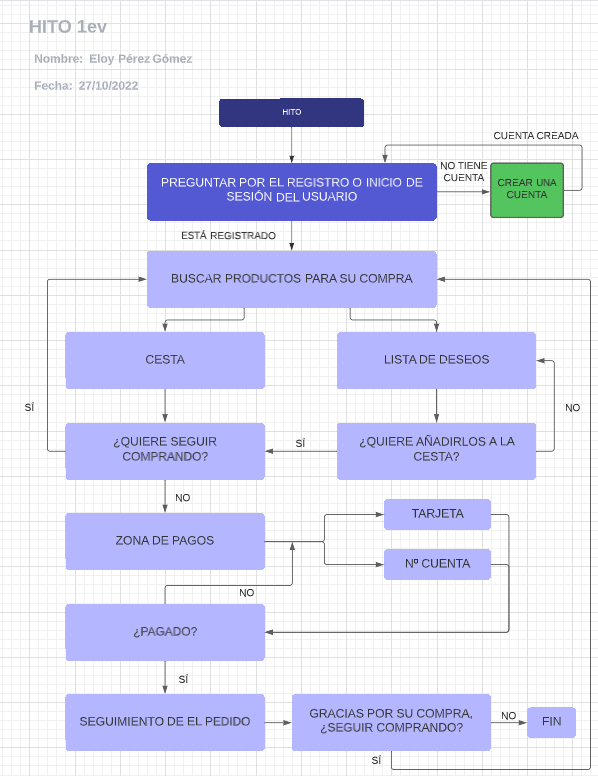 HITO 1ev
Nombre: Eloy Pérez Gómez
Fecha: 27/10/2022
HITO
CUENTA CREADA
PREGUNTAR POR EL REGISTRO O INICIO DE
SESIÓN DEL USUARIO
NO TIENE
CUENTA
CREAR UNA
CUENTA
ESTÁ REGISTRADO
BUSCAR PRODUCTOS PARA SU COMPRA
CESTA
LISTA DE DESEOS
SÍ
NO
¿QUIERE SEGUIR
COMPRANDO?
SÍ
¿QUIERE AÑADIRLOS A LA
CESTA?
NO
ZONA DE PAGOS
TARJETA
Nº CUENTA
NO
¿PAGADO?
SÍ
SEGUIMIENTO DE EL PEDIDO
GRACIAS POR SU COMPRA,
¿SEGUIR COMPRANDO?
NO
FIN
SÍ